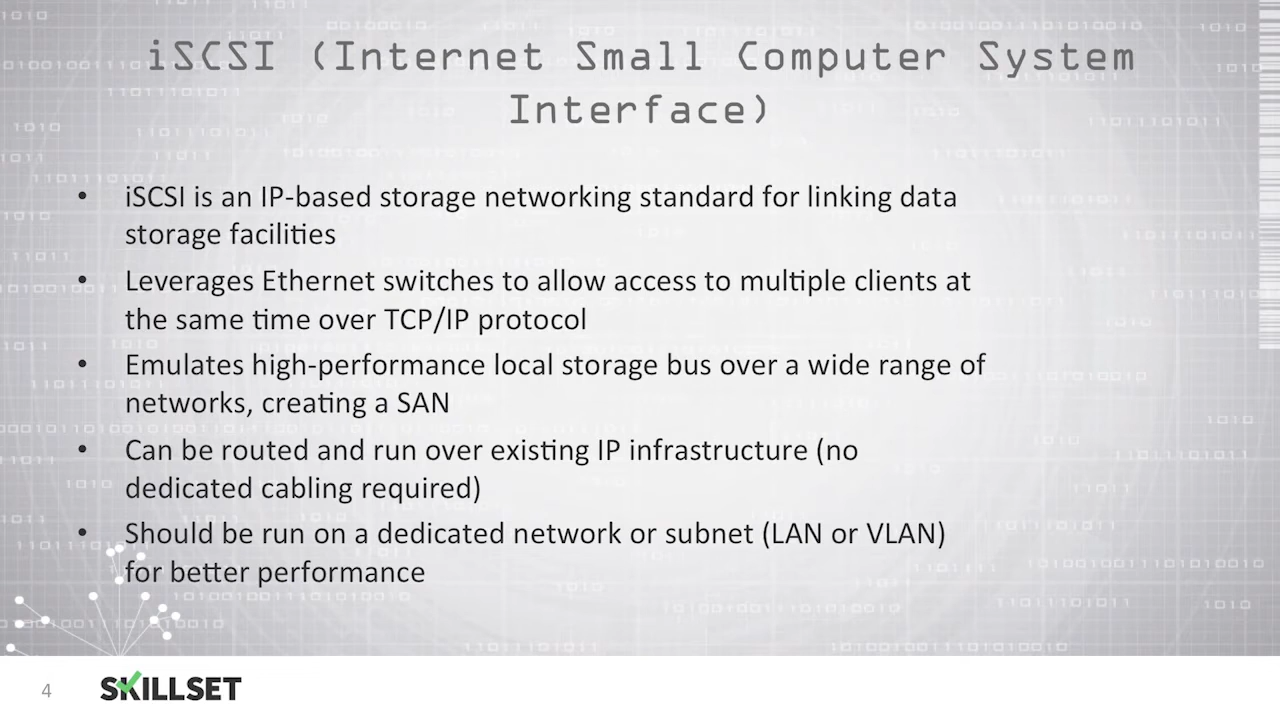 iSCSI (Internet Small Computer System
Interface)
• iSCSI is an IP-based storage networking standard for linking data
storage facilities
• Leverages Ethernet switches to allow access to multiple clients at
the same time over TCP/IP protocol
• Emulates high-performance local storage bus over a wide range of
networks, creating a SAN
• Can be routed and run over existing IP infrastructure (no
dedicated cabling required)
• Should be run on a dedicated network or subnet (LAN or VLAN)
for better performance
4
SKILLSET